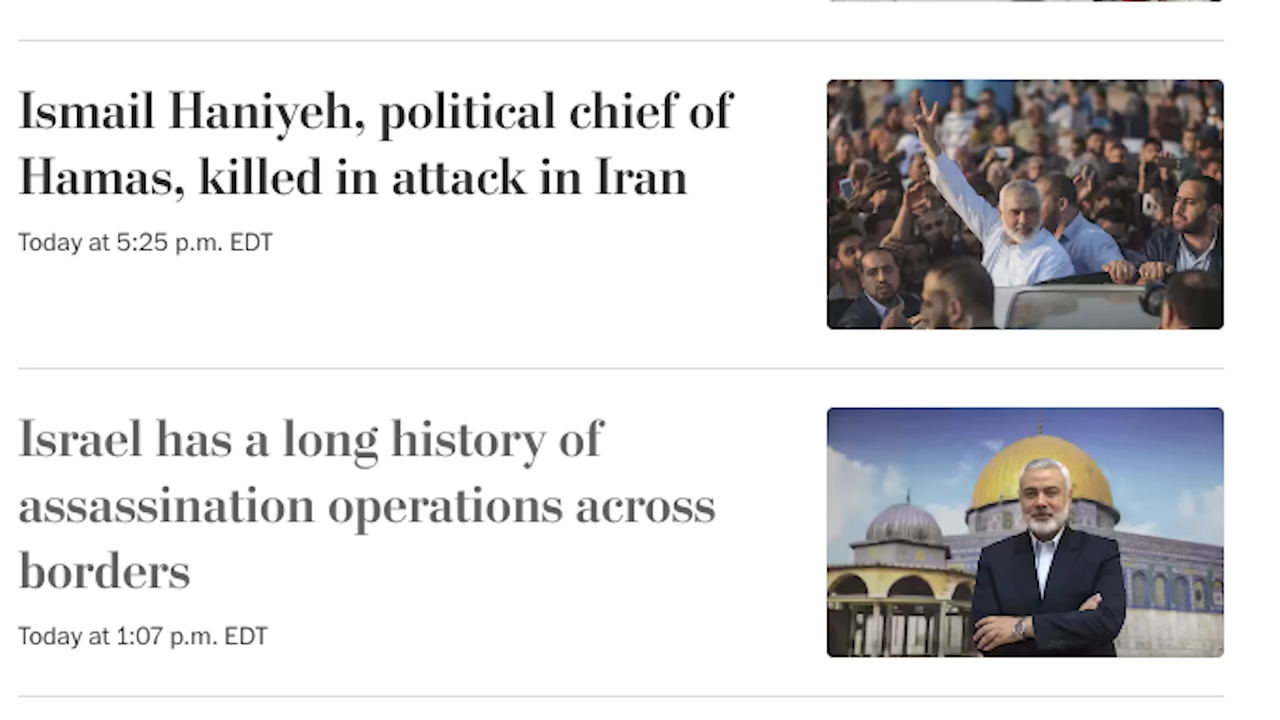 Ismail Haniyeh, political chief of
Hamas, killed in attack in Iran
Today at 5:25 p.m. EDT
Israel has a long history of
assassination operations across
borders
Today at 1:07 p.m. EDT